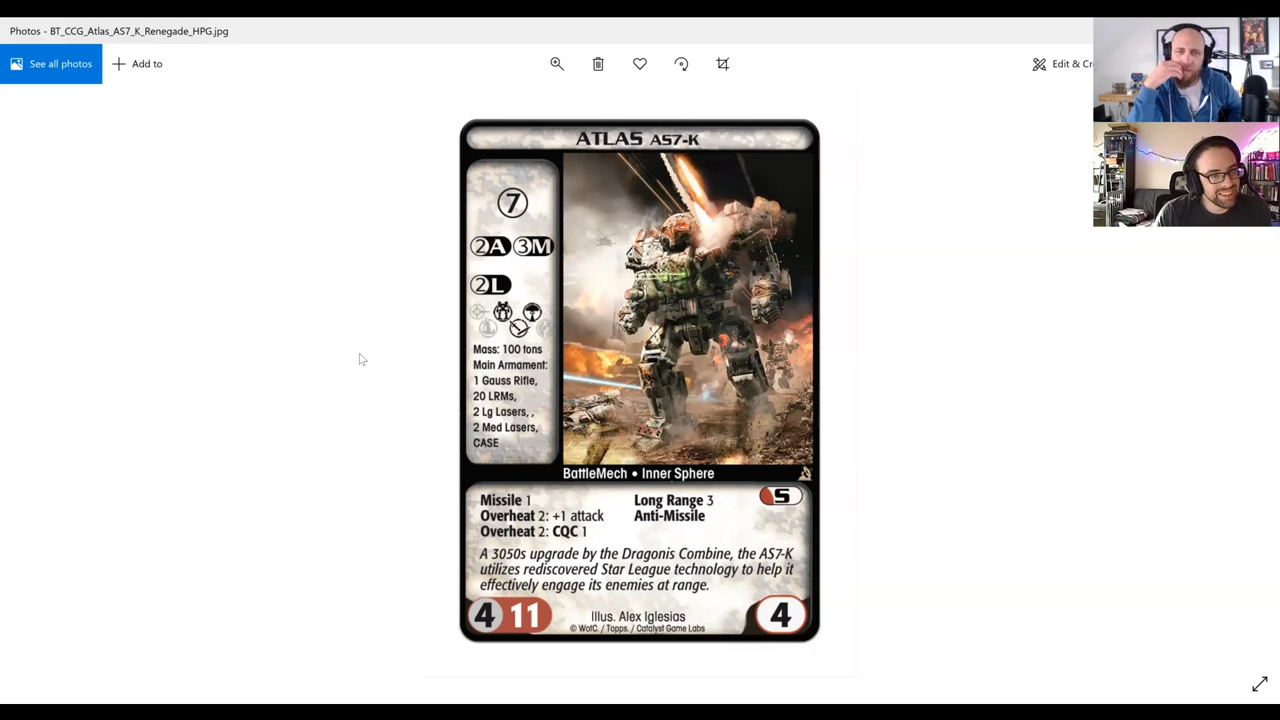 Photos - BT_CCG_Atlas_AS7_K_Renegade_HPG.jpg
See all photos
Add to
Edit & Cr
ATLAS AS7-K
7
2A 3M
2L
Mass: 100 tons
Main Armament:
1 Gauss Rifle,
20 LRMs,
2 Lg Lasers, ,
2 Med Lasers,
CASE
BattleMech • Inner Sphere
S
Missile 1 Long Range 3
Overheat 2: +1 attack Anti-Missile
Overheat 2: CQC 1
A 3050s upgrade by the Dragonis Combine, the AS7-K
utilizes rediscovered Star League technology to help it
effectively engage its enemies at range.
4 11
Illus. Alex Iglesias
© WotC. / Topps. / Catalyst Game Labs
4